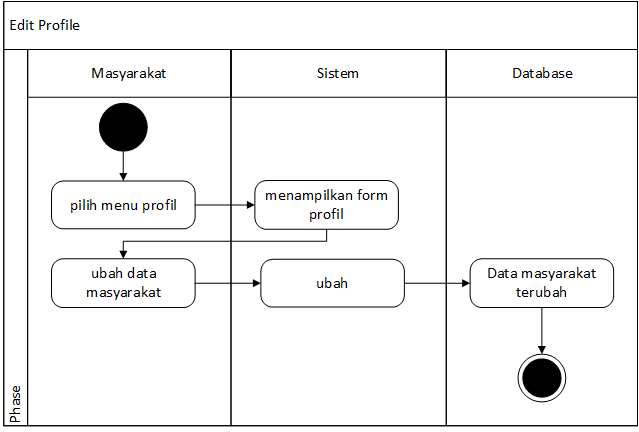 Edit Profile
Masyarakat
Sistem
Database
pilih menu profil
menampilkan form
profil
ubah data
masyarakat
ubah
Data masyarakat
terubah
Phase